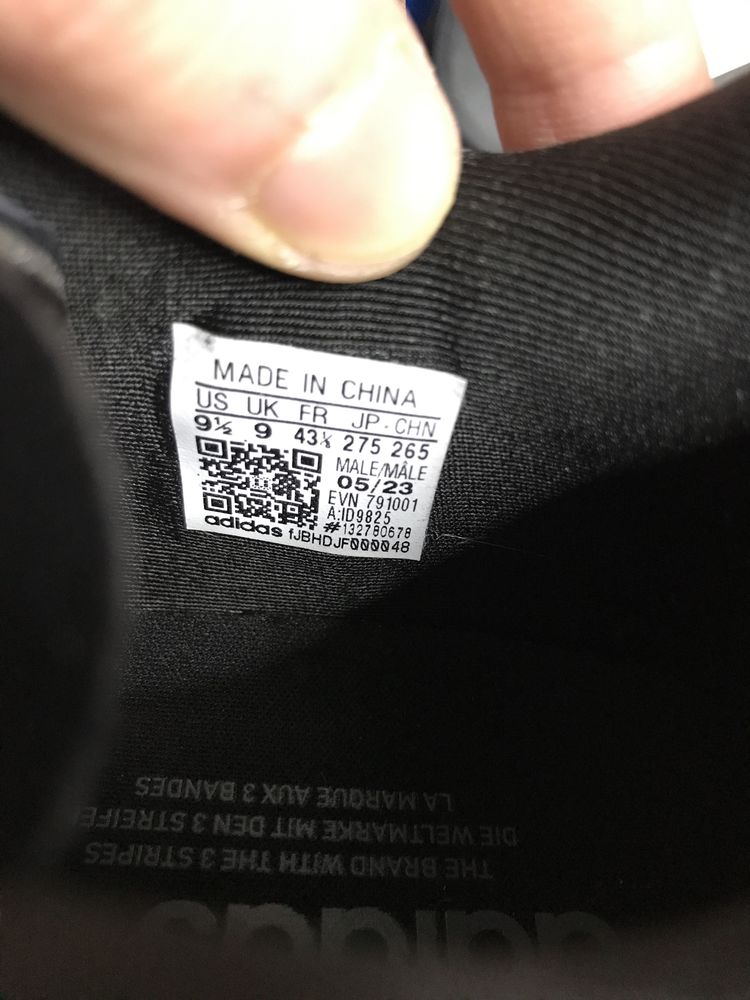 MADE IN CHINA
US UK FR JP·CHN
9½ 9 43⅓ 275 265
MALE/MÂLE
05/23
EVN 791001
A:ID9825
#132780678
adidas fJBHDJF000048
LA MARQUE AUX 3 BANDES
DIE WELTMARKE MIT DEN 3 STREIFE
THE BRAND WITH THE 3 STRIPES
adidas